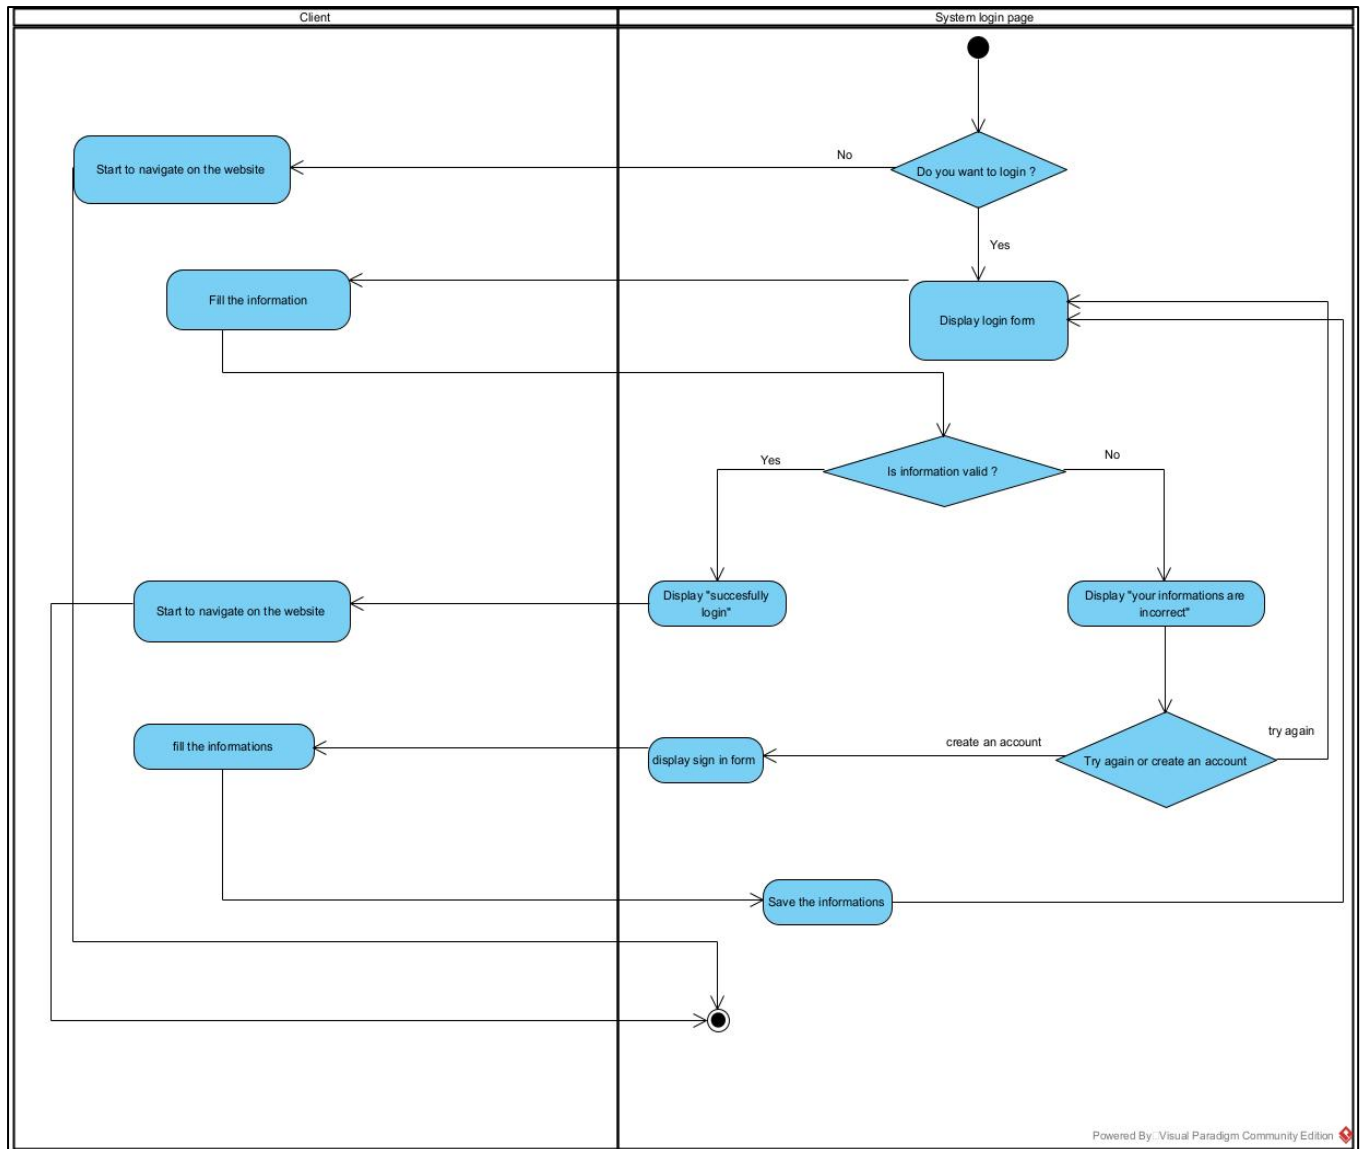 Client
System login page
No
Start to navigate on the website
Do you want to login ?
Yes
Fill the information
Display login form
Yes
Is information valid ?
No
Start to navigate on the website
Display "succesfully
login"
Display "your informations are
incorrect"
fill the informations
display sign in form
create an account
Try again or create an account
try again
Save the informations
Powered By Visual Paradigm Community Edition